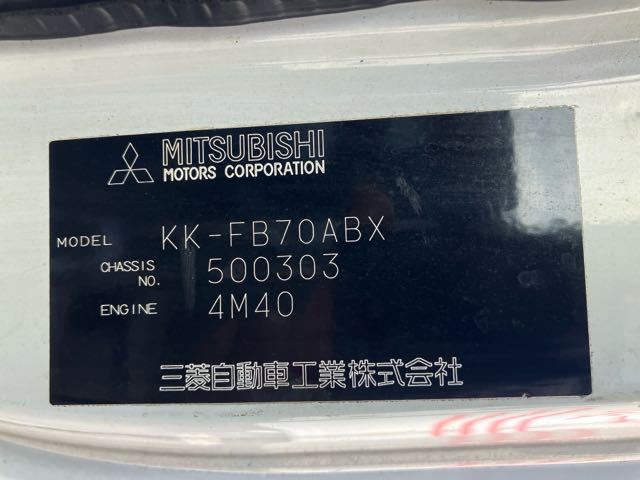 MITSUBISHI
MOTORS CORPORATION
MODEL KK-FB70ABX
CHASSIS NO. 500303
ENGINE 4M40
三菱自動車工業株式会社